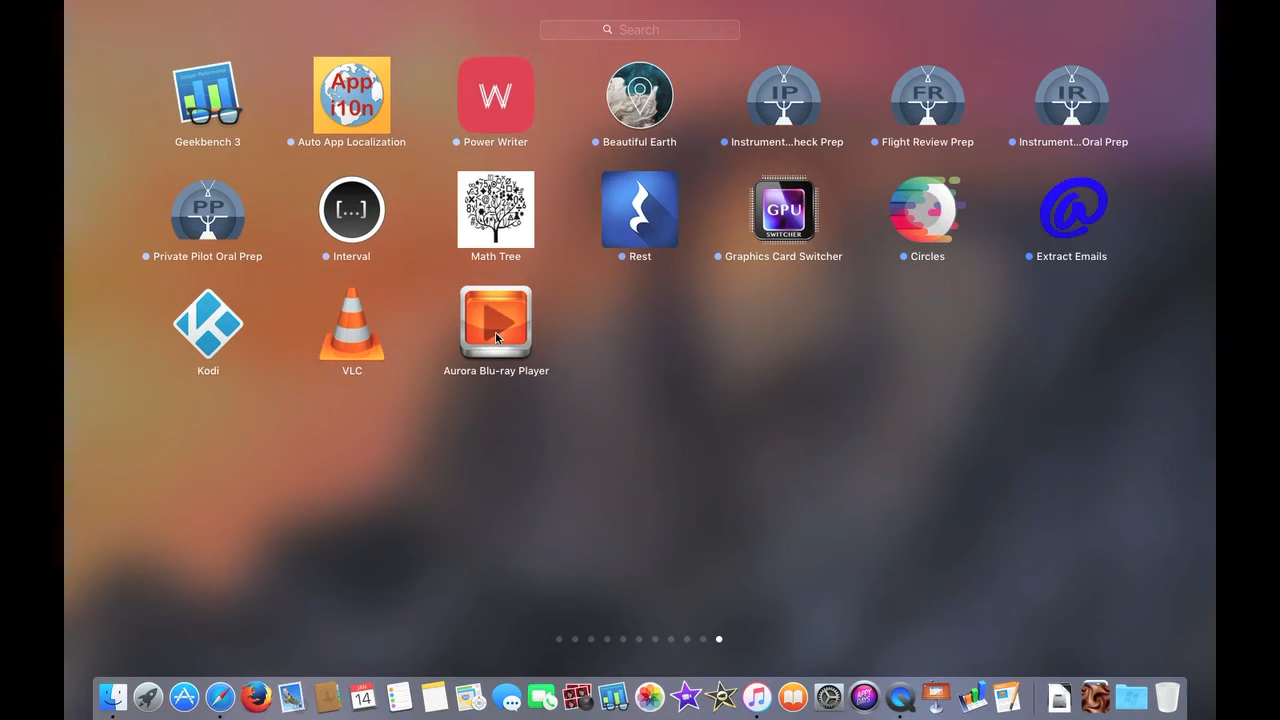 Search
Geekbench 3
Auto App Localization
Power Writer
Beautiful Earth
Instrument...heck Prep
Flight Review Prep
Instrument...Oral Prep
App
i10n
W
IP
FR
IR
Private Pilot Oral Prep
Interval
Math Tree
Rest
Graphics Card Switcher
Circles
Extract Emails
PP
[...]
GPU
SWITCHER
@
Kodi
VLC
Aurora Blu-ray Player
JAN
14